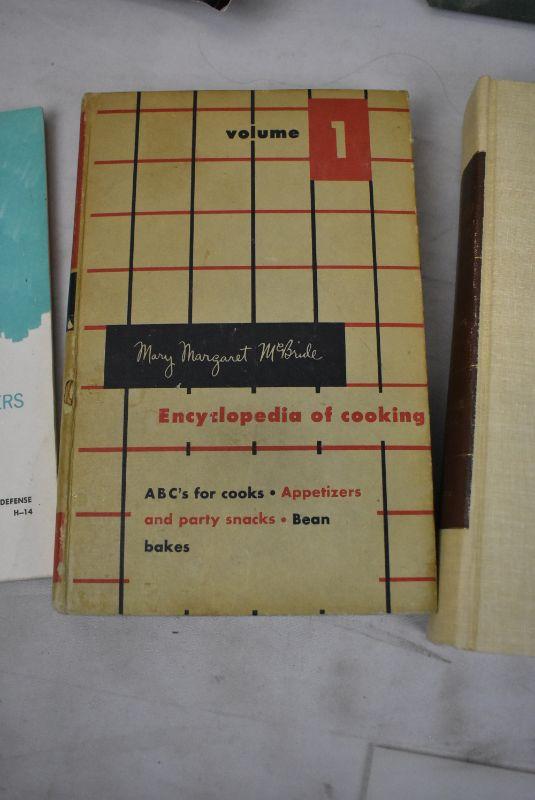 volume 1
Mary Margaret McBride
Encyclopedia of cooking
ABC's for cooks • Appetizers
and party snacks • Bean
bakes
ERS
DEFENSE
H-14